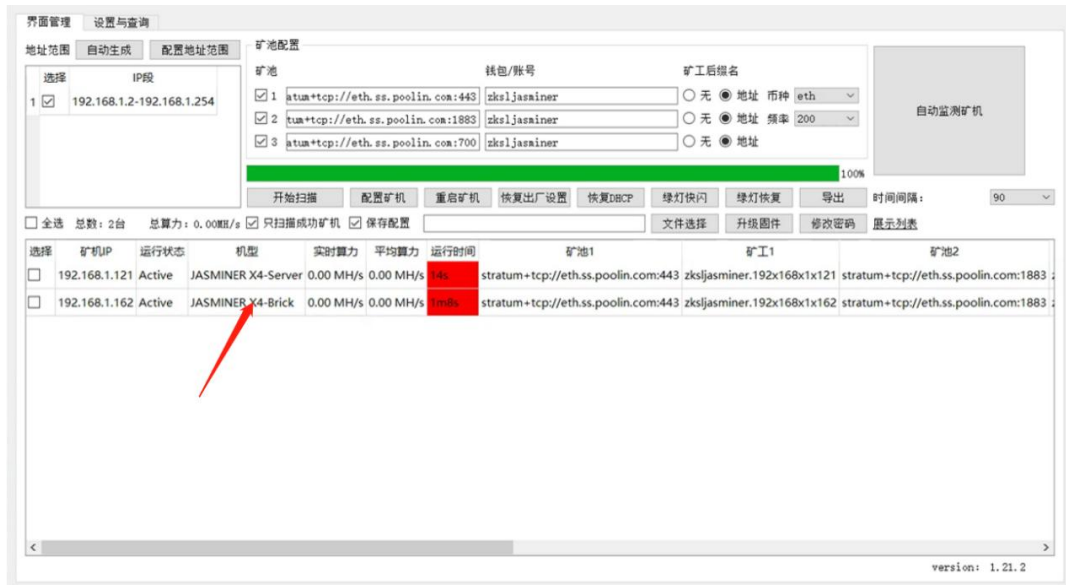 界面管理 设置与查询
地址范围 自动生成 配置地址范围
选择 IP段
1 192.168.1.2-192.168.1.254
矿池配置
矿池 钱包/账号 矿工后缀名
1 atum+tcp://eth.ss.poolin.com:443 zksljasminer 无 地址 币种 eth
2 tum+tcp://eth.ss.poolin.com:1883 zksljasminer 无 地址 频率 200
3 atum+tcp://eth.ss.poolin.com:700 zksljasminer 无 地址
自动监测矿机
100%
开始扫描 配置矿机 重启矿机 恢复出厂设置 恢复DHCP 绿灯快闪 绿灯恢复 导出 时间间隔: 90
全选 总数: 2台 总算力: 0.00MH/s 只扫描成功矿机 保存配置 文件选择 升级固件 修改密码 展示列表
选择 矿机IP 运行状态 机型 实时算力 平均算力 运行时间 矿池1 矿工1 矿池2
192.168.1.121 Active JASMINER X4-Server 0.00 MH/s 0.00 MH/s 14s stratum+tcp://eth.ss.poolin.com:443 zksljasminer.192x168x1x121 stratum+tcp://eth.ss.poolin.com:1883
192.168.1.162 Active JASMINER X4-Brick 0.00 MH/s 0.00 MH/s 1m8s stratum+tcp://eth.ss.poolin.com:443 zksljasminer.192x168x1x162 stratum+tcp://eth.ss.poolin.com:1883
version: 1.21.2